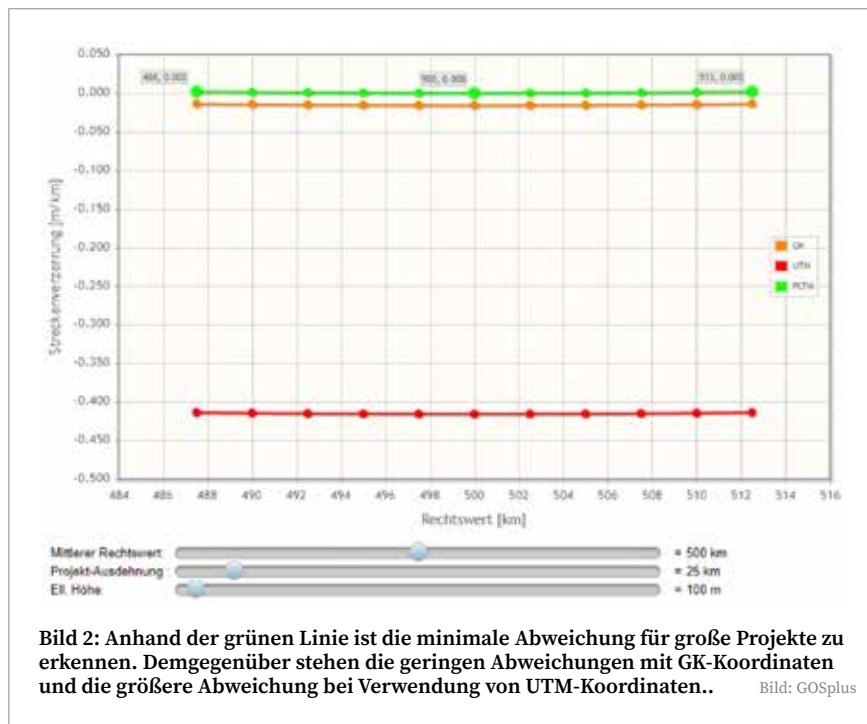 0.050
0.000
-0.050
-0.100
-0.150
-0.200
-0.250
-0.300
-0.350
-0.400
-0.450
-0.500
Streckenverzerrung [m/km]
500, 0.000
GK
UTM
PCTM
484 486 488 490 492 494 496 498 500 502 504 506 508 510 512 514 516
Rechtswert [km]
Mittlerer Rechtswert = 500 km
Projekt-Ausdehnung = 25 km
Ell. Höhe = 100 m
Bild 2: Anhand der grünen Linie ist die minimale Abweichung für große Projekte zu
erkennen. Demgegenüber stehen die geringen Abweichungen mit GK-Koordinaten
und die größere Abweichung bei Verwendung von UTM-Koordinaten.. Bild: GOSplus